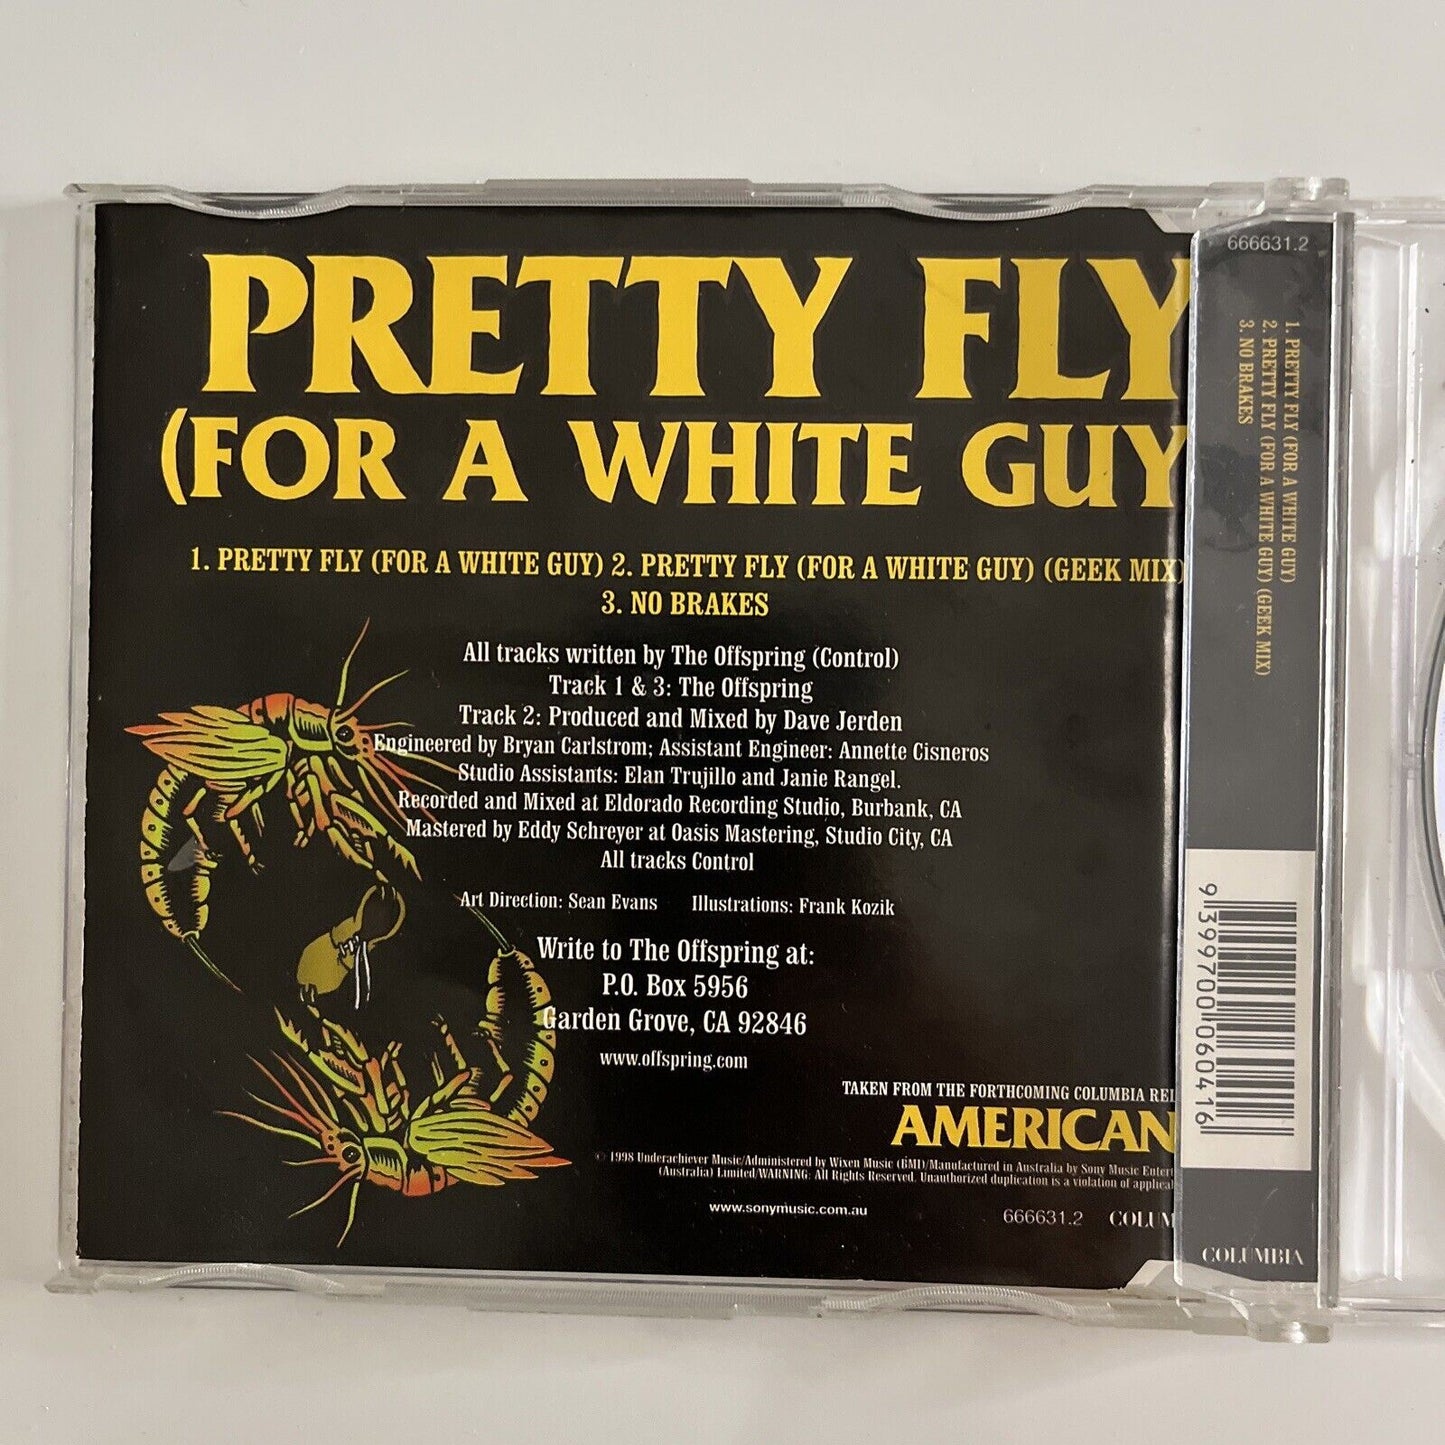 PRETTY FLY
(FOR A WHITE GUY
1. PRETTY FLY (FOR A WHITE GUY) 2. PRETTY FLY (FOR A WHITE GUY) (GEEK MIX)
3. NO BRAKES
All tracks written by The Offspring (Control)
Track 1 & 3: The Offspring
Track 2: Produced and Mixed by Dave Jerden
Engineered by Bryan Carlstrom; Assistant Engineer: Annette Cisneros
Studio Assistants: Elan Trujillo and Janie Rangel.
Recorded and Mixed at Eldorado Recording Studio, Burbank, CA
Mastered by Eddy Schreyer at Oasis Mastering, Studio City, CA
All tracks Control
Art Direction: Sean Evans Illustrations: Frank Kozik
Write to The Offspring at:
P.O. Box 5956
Garden Grove, CA 92846
www.offspring.com
TAKEN FROM THE FORTHCOMING COLUMBIA REL
AMERICAN
© 1998 Underachiever Music/Administered by Wixen Music (BMI)/Manufactured in Australia by Sony Music Entert
(Australia) Limited/WARNING: All Rights Reserved. Unauthorized duplication is a violation of applical
www.sonymusic.com.au
666631.2 COLUM
666631.2
1. PRETTY FLY (FOR A WHITE GUY)
2. PRETTY FLY (FOR A WHITE GUY) (GEEK MIX)
3. NO BRAKES
9 399700 060416
COLUMBIA